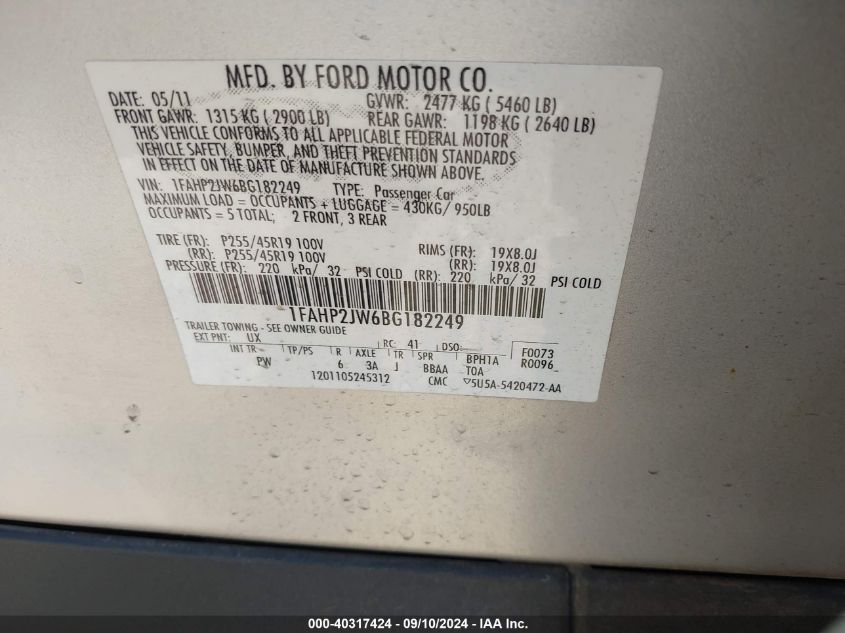 MFD. BY FORD MOTOR CO.
DATE: 05/11 GVWR: 2477 KG ( 5460 LB)
FRONT GAWR: 1315 KG ( 2900 LB) REAR GAWR: 1198 KG ( 2640 LB)
THIS VEHICLE CONFORMS TO ALL APPLICABLE FEDERAL MOTOR
VEHICLE SAFETY, BUMPER, AND THEFT PREVENTION STANDARDS
IN EFFECT ON THE DATE OF MANUFACTURE SHOWN ABOVE.
VIN: 1FAHP2JW6BG182249 TYPE: Passenger Car
MAXIMUM LOAD = OCCUPANTS + LUGGAGE = 430KG/ 950LB
OCCUPANTS = 5 TOTAL; 2 FRONT, 3 REAR
TIRE (FR): P255/45R19 100V RIMS (FR): 19X8.0J
(RR): P255/45R19 100V (RR): 19X8.0J
PRESSURE (FR): 220 kPa/ 32 PSI COLD (RR): 220 kPa/ 32 PSI COLD
1FAHP2JW6BG182249
TRAILER TOWING - SEE OWNER GUIDE
EXT PNT: UX RC: 41 DSO: F0073
INT TR TP/PS R AXLE TR SPR BPH1A R0096
PW 6 3A J BBAA TOA
1201105245312 CMC ▽5U5A-5420472-AA
000-40317424 - 09/10/2024 - IAA Inc.